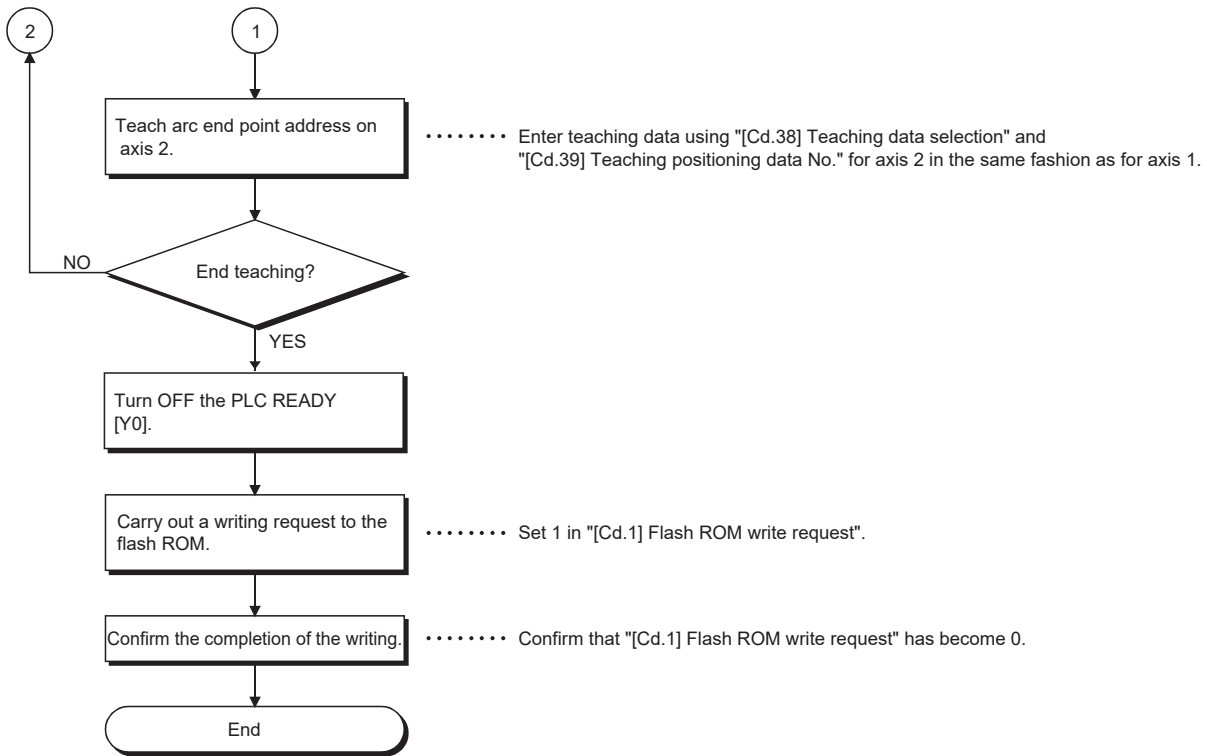 2
1
Teach arc end point address on
axis 2.
Enter teaching data using "[Cd.38] Teaching data selection" and
"[Cd.39] Teaching positioning data No." for axis 2 in the same fashion as for axis 1.
NO
End teaching?
YES
Turn OFF the PLC READY
[Y0].
Carry out a writing request to the
flash ROM.
Set 1 in "[Cd.1] Flash ROM write request".
Confirm the completion of the writing.
Confirm that "[Cd.1] Flash ROM write request" has become 0.
End